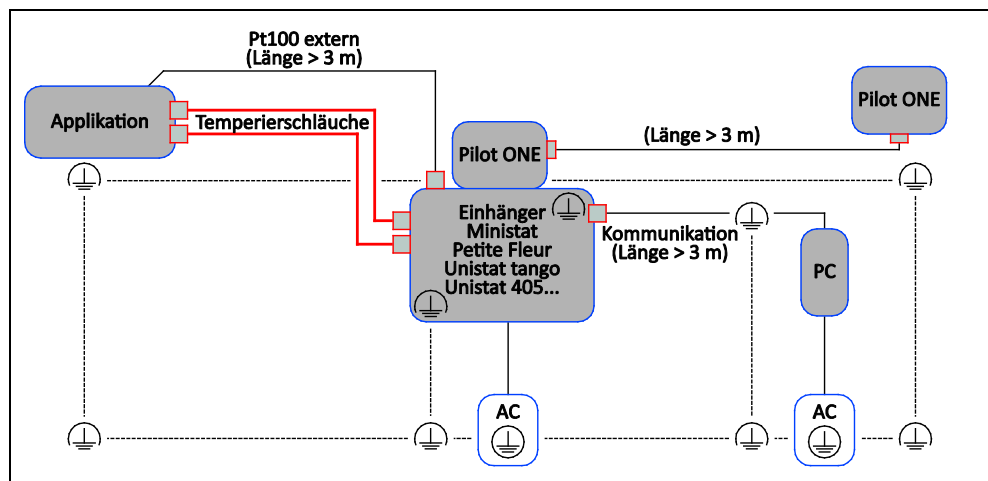 Pt100 extern
(Länge > 3 m)
Applikation
Temperierschläuche
Pilot ONE
(Länge > 3 m)
Pilot ONE
Einhänger
Ministat
Petite Fleur
Unistat tango
Unistat 405...
Kommunikation
(Länge > 3 m)
PC
AC
AC